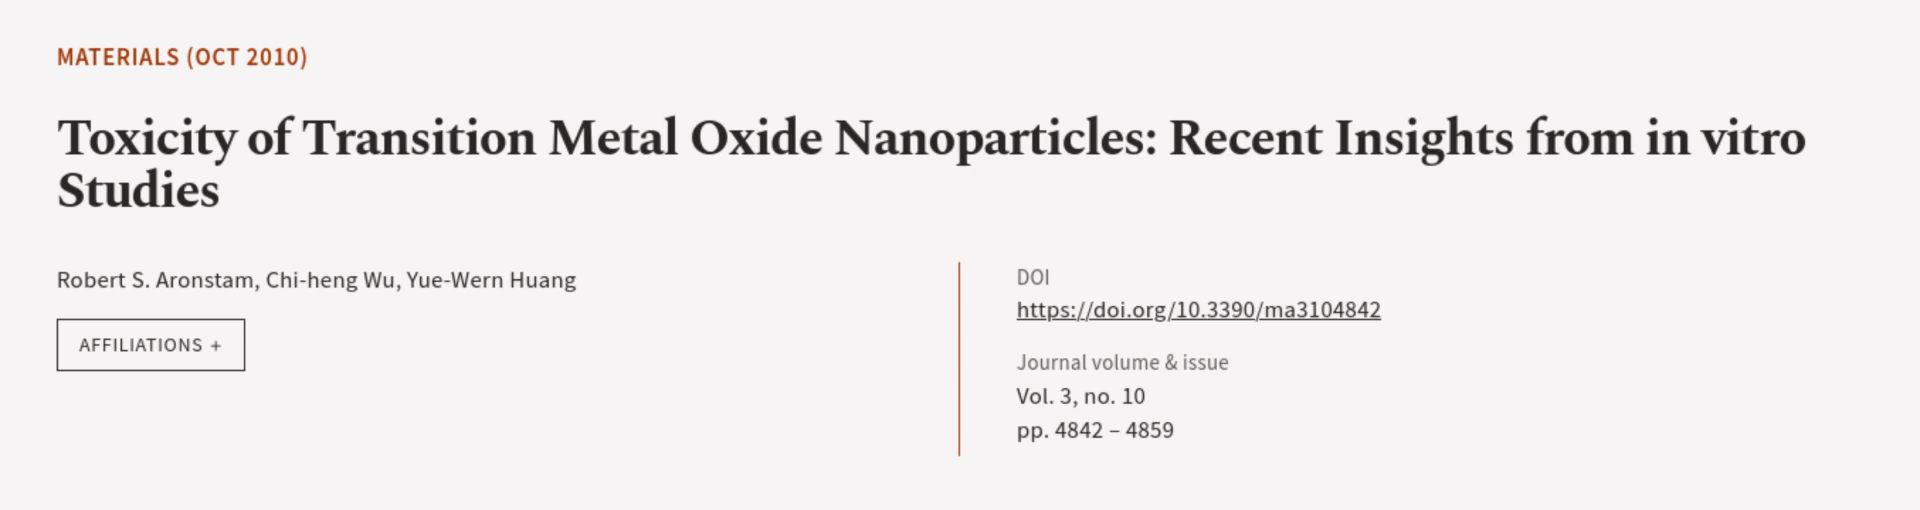 MATERIALS (OCT 2010)
Toxicity of Transition Metal Oxide Nanoparticles: Recent Insights from in vitro
Studies
Robert S. Aronstam, Chi-heng Wu, Yue-Wern Huang
AFFILIATIONS +
DOI
https://doi.org/10.3390/ma3104842
Journal volume & issue
Vol. 3, no. 10
pp. 4842 – 4859